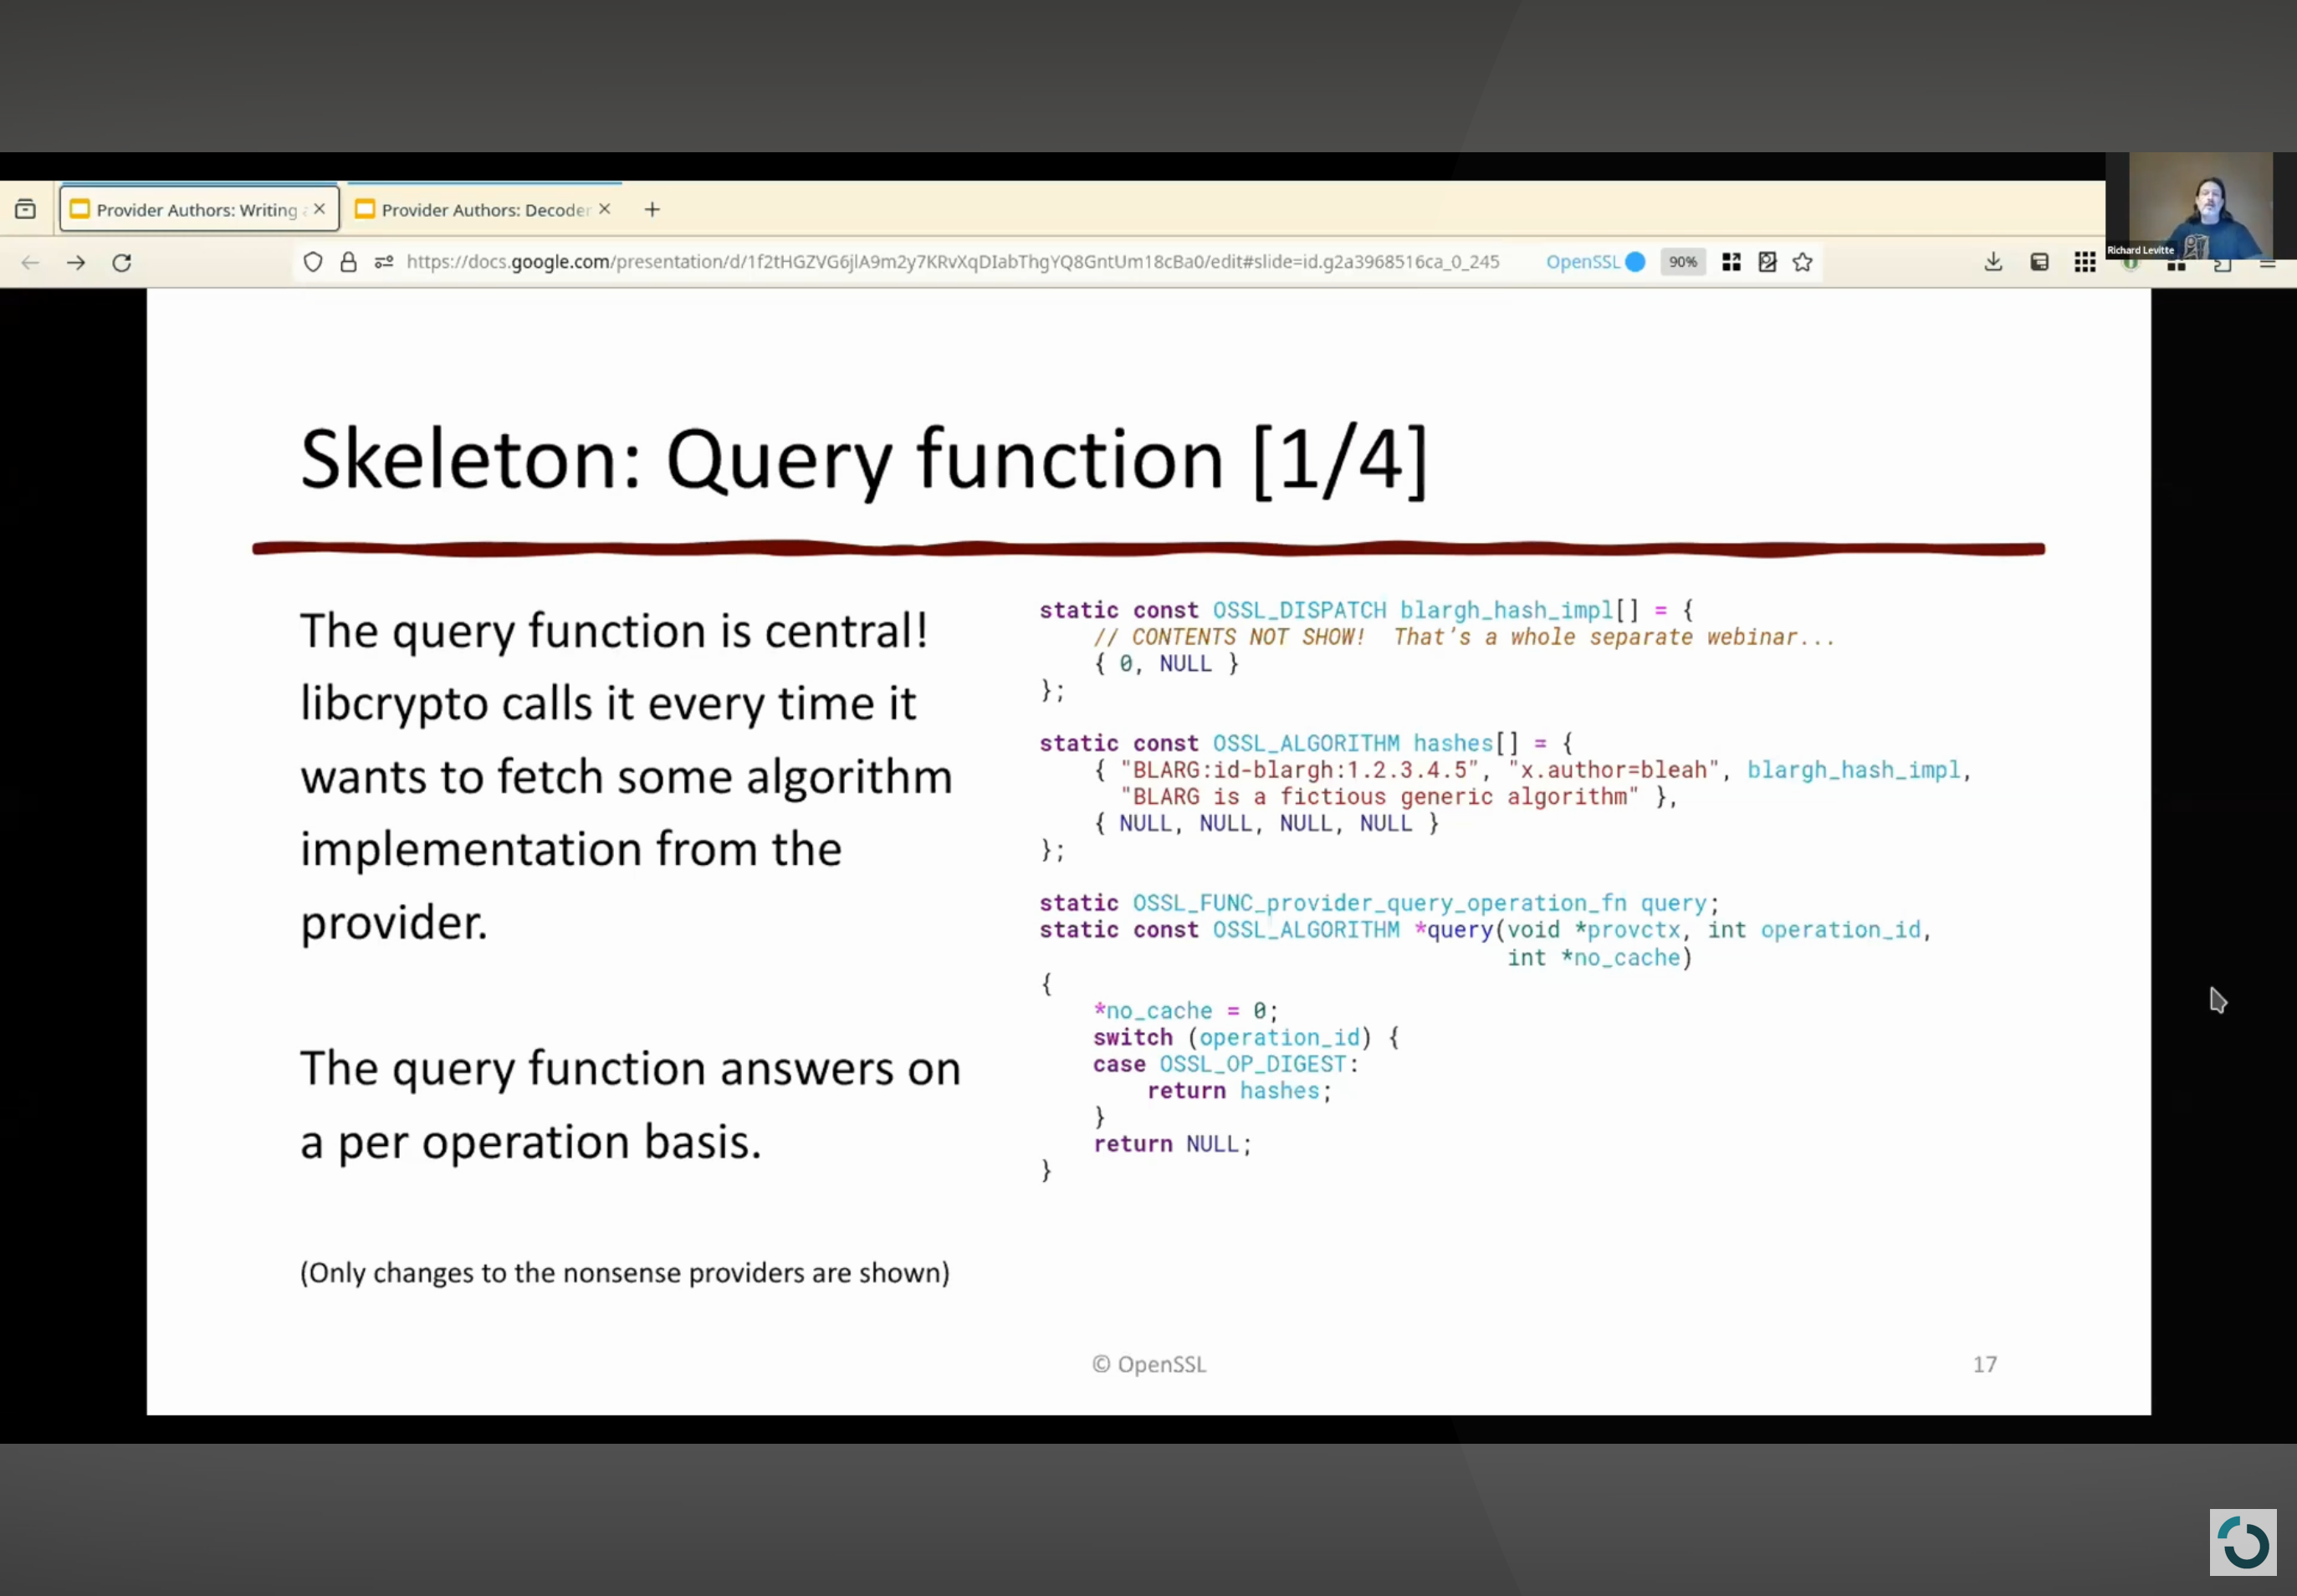 Provider Authors: Writing
Provider Authors: Decoder
https://docs.google.com/presentation/d/1f2tHGZVG6jlA9m2y7KRvXqDIabThgYQ8GntUm18cBa0/edit#slide=id.g2a3968516ca_0_245
OpenSSL
90%
Richard Levitte
Skeleton: Query function [1/4]
The query function is central!
libcrypto calls it every time it
wants to fetch some algorithm
implementation from the
provider.
The query function answers on
a per operation basis.
(Only changes to the nonsense providers are shown)
static const OSSL_DISPATCH blargh_hash_impl[] = {
// CONTENTS NOT SHOW!  That's a whole separate webinar...
{ 0, NULL }
};
static const OSSL_ALGORITHM hashes[] = {
{ "BLARG:id-blargh:1.2.3.4.5", "x.author=bleah", blargh_hash_impl,
"BLARG is a fictious generic algorithm" },
{ NULL, NULL, NULL, NULL }
};
static OSSL_FUNC_provider_query_operation_fn query;
static const OSSL_ALGORITHM *query(void *provctx, int operation_id,
int *no_cache)
{
*no_cache = 0;
switch (operation_id) {
case OSSL_OP_DIGEST:
return hashes;
}
return NULL;
}
© OpenSSL
17